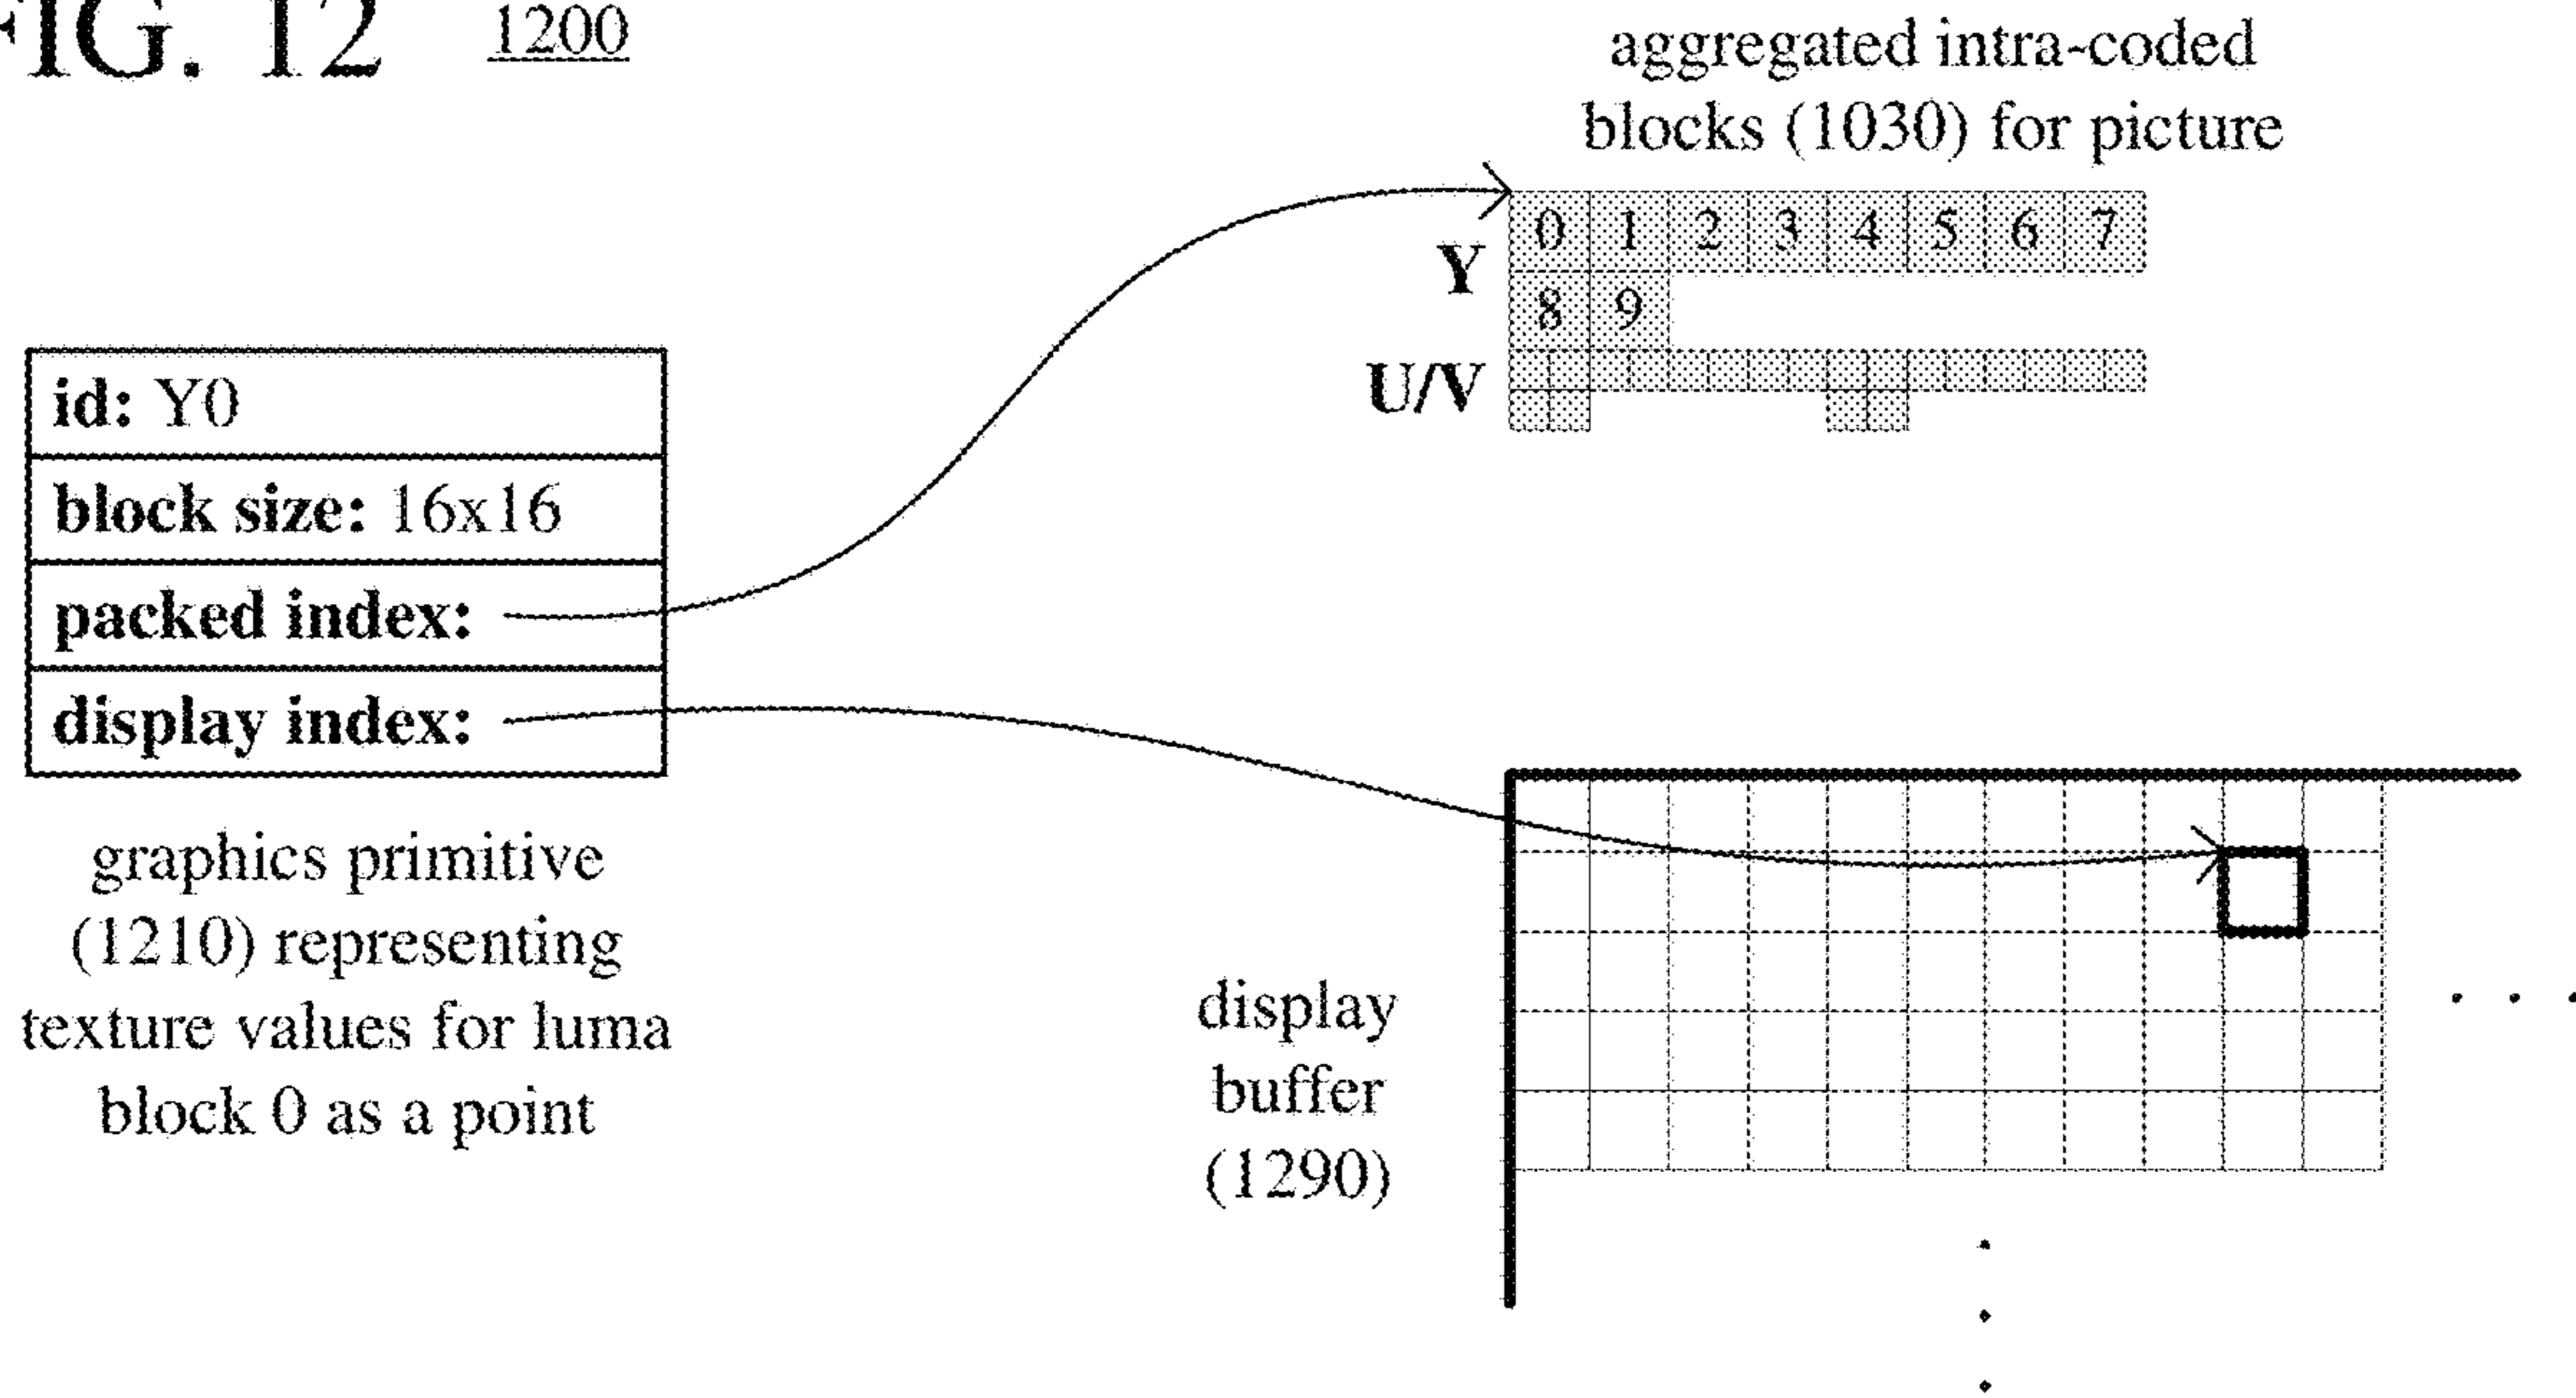 FIG. 12 1200
aggregated intra-coded
blocks (1030) for picture
0 1 2 3 4 5 6 7
Y
8 9
U/V
id: Y0
block size: 16x16
packed index:
display index:
graphics primitive
(1210) representing
texture values for luma
block 0 as a point
display
buffer
(1290)